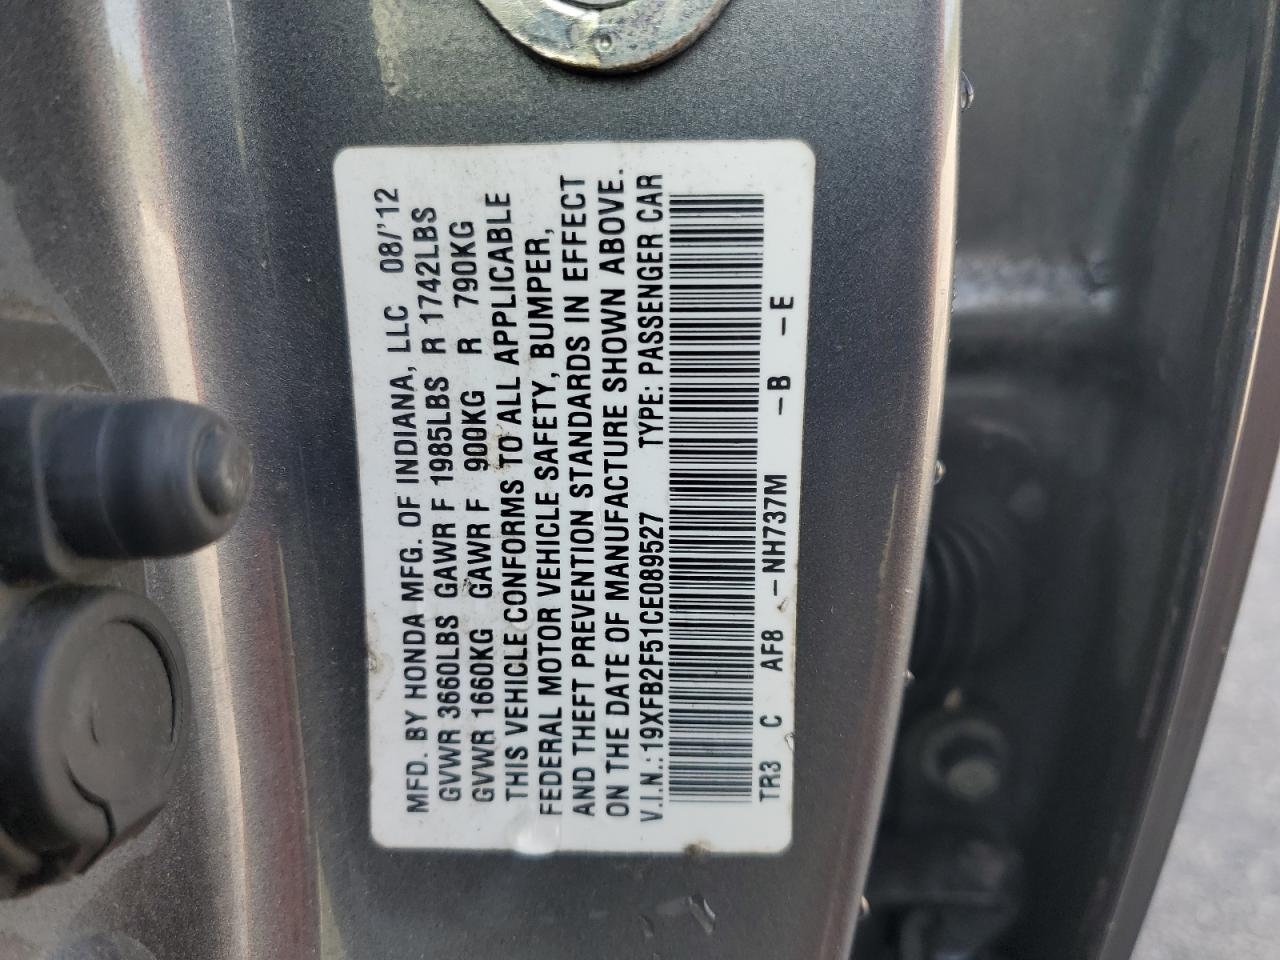 MFD. BY HONDA MFG. OF INDIANA, LLC 08/'12
GVWR 3660LBS GAWR F 1985LBS R 1742LBS
GVWR 1660KG GAWR F 900KG R 790KG
THIS VEHICLE CONFORMS TO ALL APPLICABLE
FEDERAL MOTOR VEHICLE SAFETY, BUMPER,
AND THEFT PREVENTION STANDARDS IN EFFECT
ON THE DATE OF MANUFACTURE SHOWN ABOVE.
V.I.N.:19XFB2F51CE089527 TYPE: PASSENGER CAR
TR3 C AF8 -NH737M -B -E